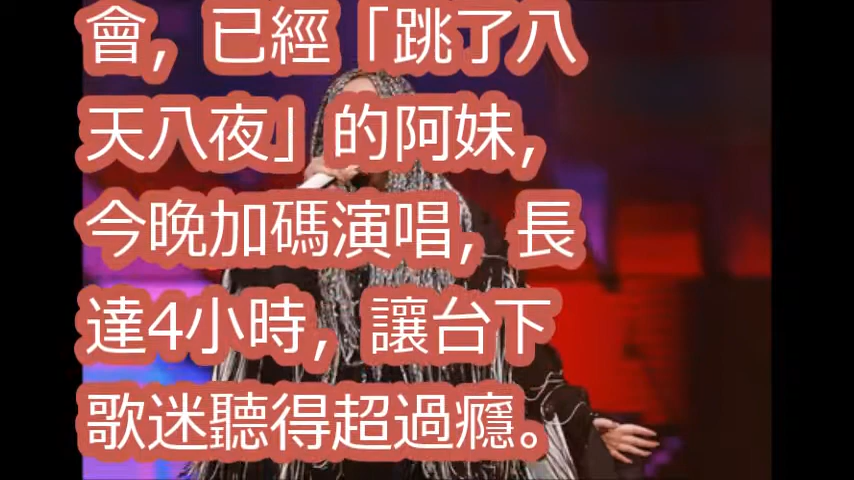 會，已經「跳了八
天八夜」的阿妹，
今晚加碼演唱，長
達4小時，讓台下
歌迷聽得超過癮。